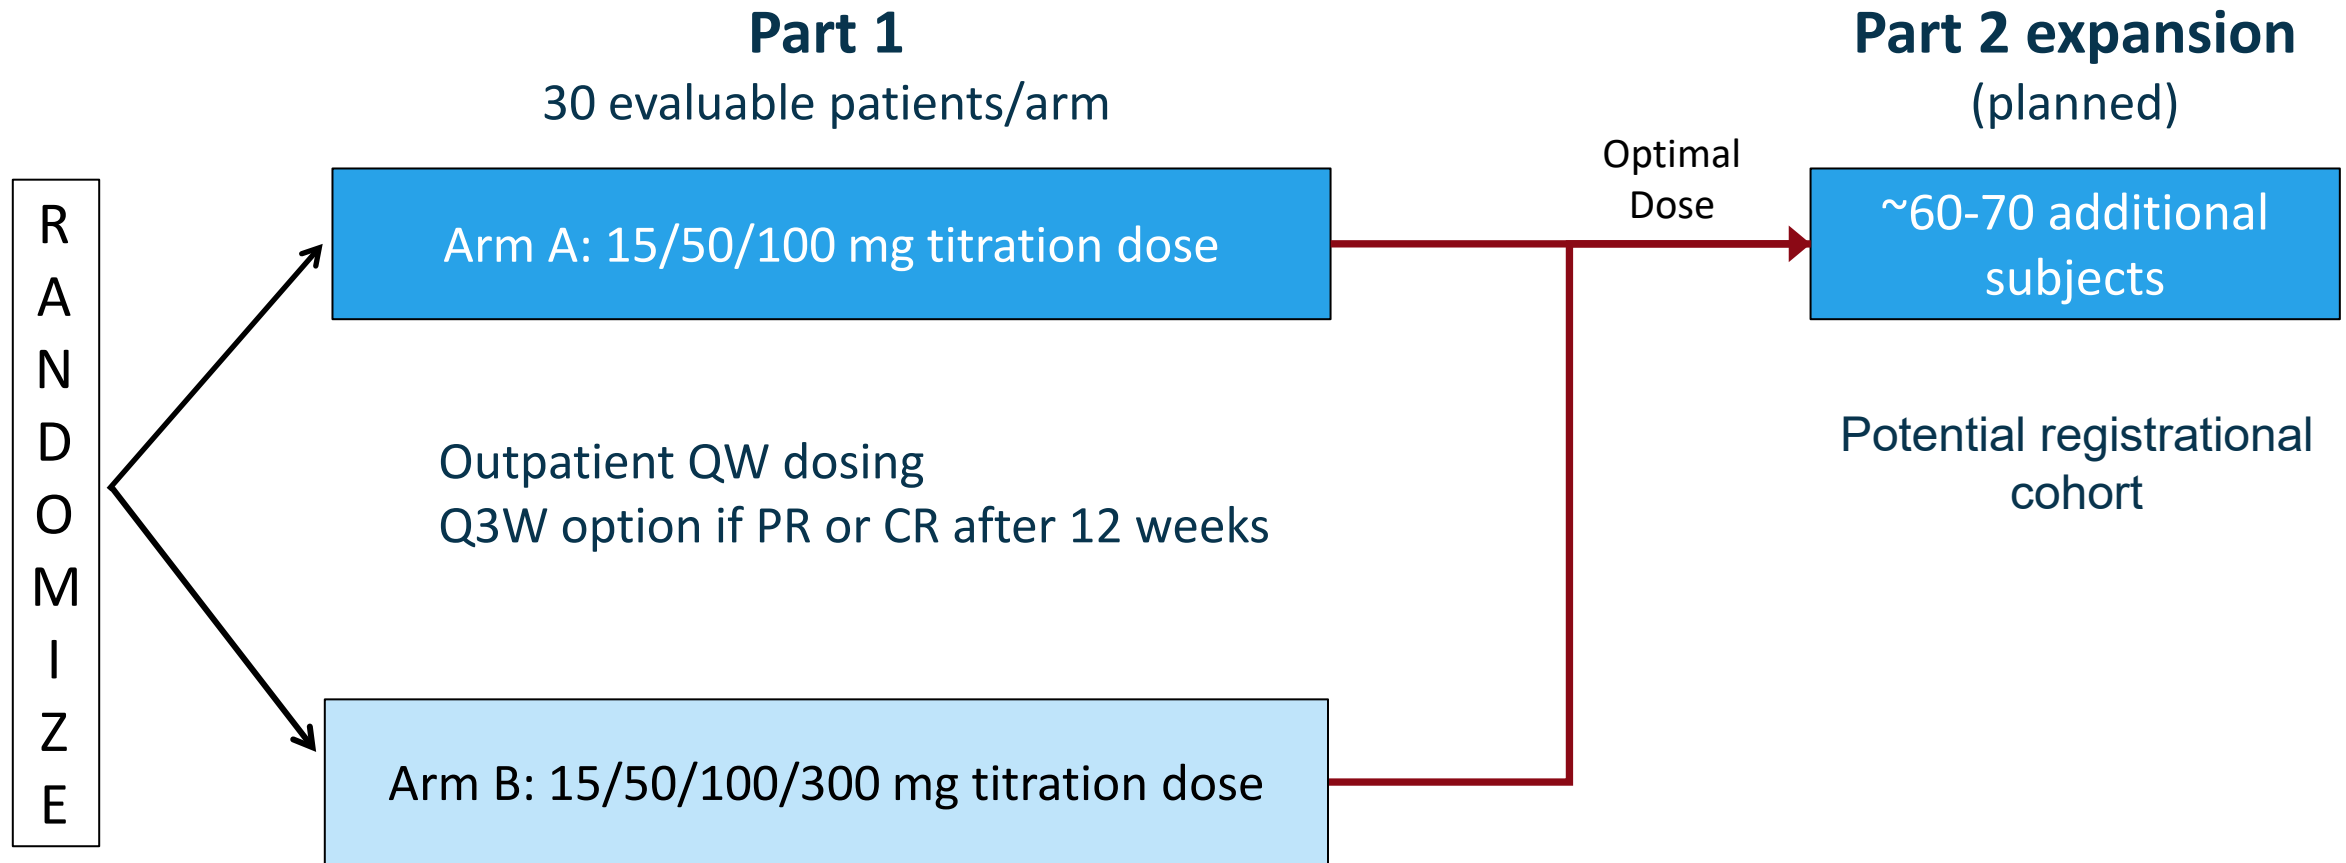 Part 1
30 evaluable patients/arm
Part 2 expansion
(planned)
RANDOMIZE
Arm A: 15/50/100 mg titration dose
Optimal
Dose
~60-70 additional
subjects
Outpatient QW dosing
Q3W option if PR or CR after 12 weeks
Potential registrational
cohort
Arm B: 15/50/100/300 mg titration dose